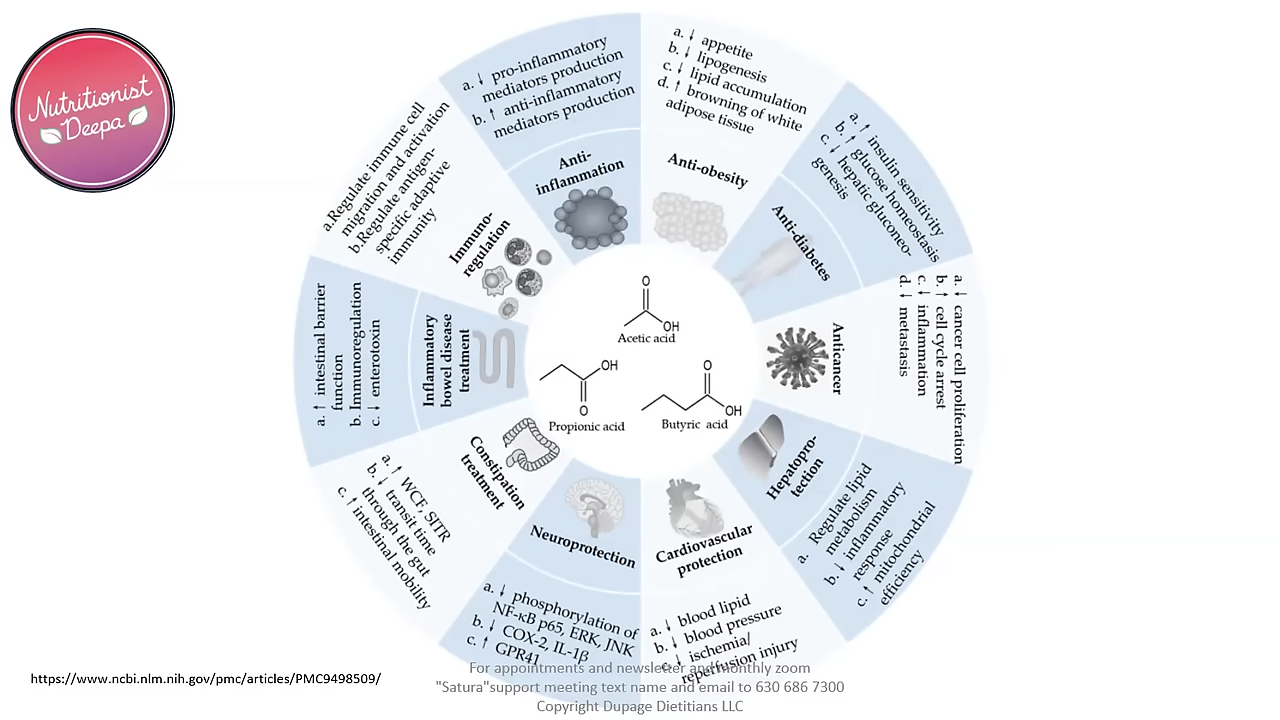 Nutritionist
Deepa
a. ↓ pro-inflammatory
mediators production
b. ↑ anti-inflammatory
mediators production
Anti-
inflammation
a. ↓ appetite
b. ↓ lipogenesis
c. ↓ lipid accumulation
d. ↑ browning of white
adipose tissue
Anti-obesity
a. ↑ insulin sensitivity
b. ↑ glucose homeostasis
c. ↓ hepatic gluconeo-
genesis
Anti-diabetes
a. ↓ cancer cell proliferation
b. ↑ cell cycle arrest
c. ↓ inflammation
d. ↓ metastasis
Anticancer
Hepatopro-
tection
a. Regulate lipid
metabolism
b. ↓ inflammatory
response
c. ↑ mitochondrial
efficiency
Cardiovascular
protection
a. ↓ blood lipid
b. ↓ blood pressure
c. ↓ ischemia/
reperfusion injury
Neuroprotection
a. ↓ phosphorylation of
NF-κB p65, ERK, JNK
b. ↓ COX-2, IL-1β
c. ↑ GPR41
Constipation
treatment
a. ↑ WCF, SITR
b. ↓ transit time
through the gut
c. ↑ intestinal mobility
Inflammatory
bowel disease
treatment
a. ↑ intestinal barrier
function
b. Immunoregulation
c. ↓ enterotoxin
Immuno-
regulation
a.Regulate immune cell
migration and activation
b.Regulate antigen-
specific adaptive
immunity
O
OH
Acetic acid
OH
O
Propionic acid
O
OH
Butyric acid
https://www.ncbi.nlm.nih.gov/pmc/articles/PMC9498509/
For appointments and newsletter and monthly zoom
"Satura"support meeting text name and email to 630 686 7300
Copyright Dupage Dietitians LLC